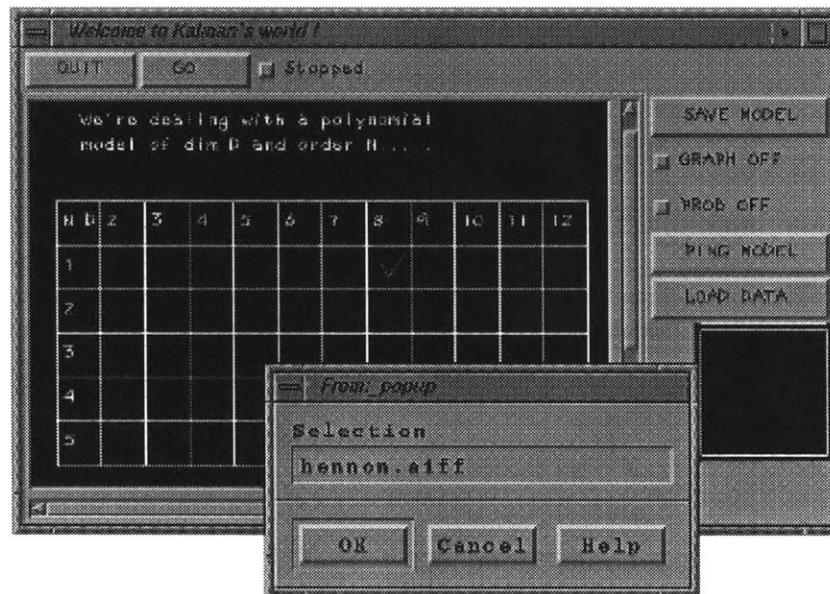 Welcome to Kalman's world !
QUIT GO Stopped
We're dealing with a polynomial
model of dim D and order N.....
N D 2 3 4 5 6 7 8 9 10 11 12
1
2
3
4
5
SAVE MODEL
GRAPH OFF
PROB OFF
PING MODEL
LOAD DATA
From:_popup
Selection
hennon.aiff
OK Cancel Help